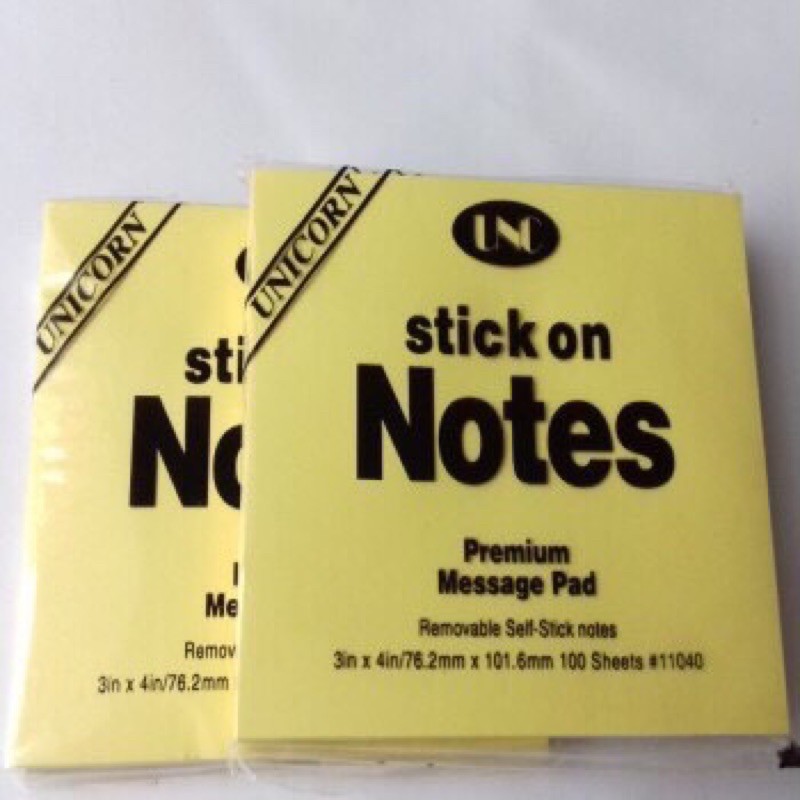 UNICORN
sti
No
Me
Remov
3in x 4in/76.2mm
UNICORN
UNC
stick on
Notes
Premium
Message Pad
Removable Self-Stick notes
3in x 4in/76.2mm x 101.6mm 100 Sheets #11040